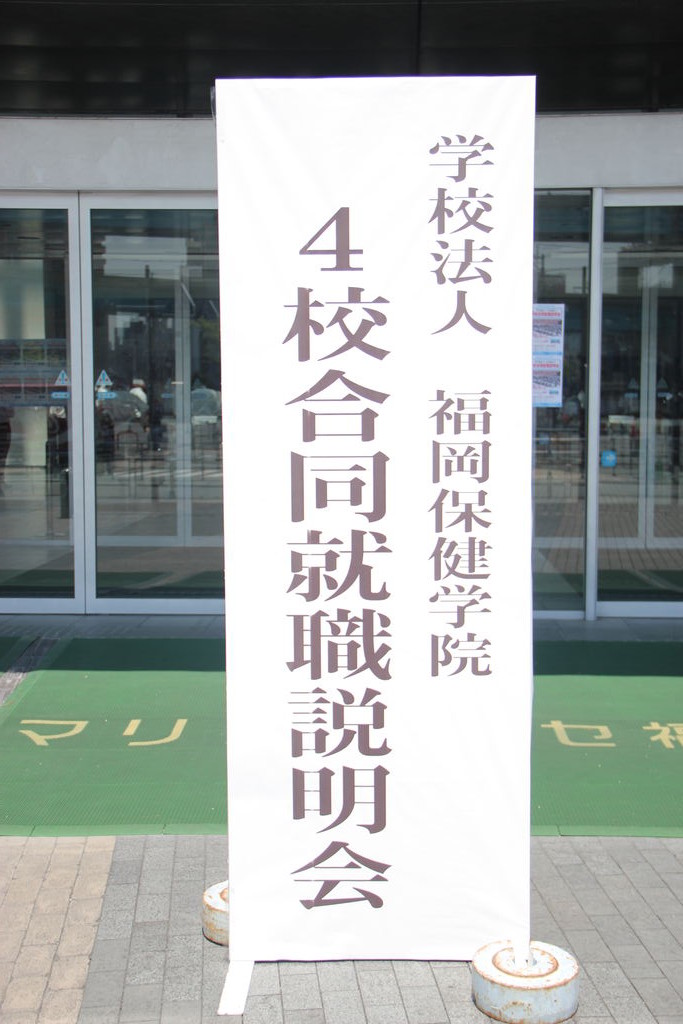 学校法人　福岡保健学院
4校合同就職説明会
マリ
セ福